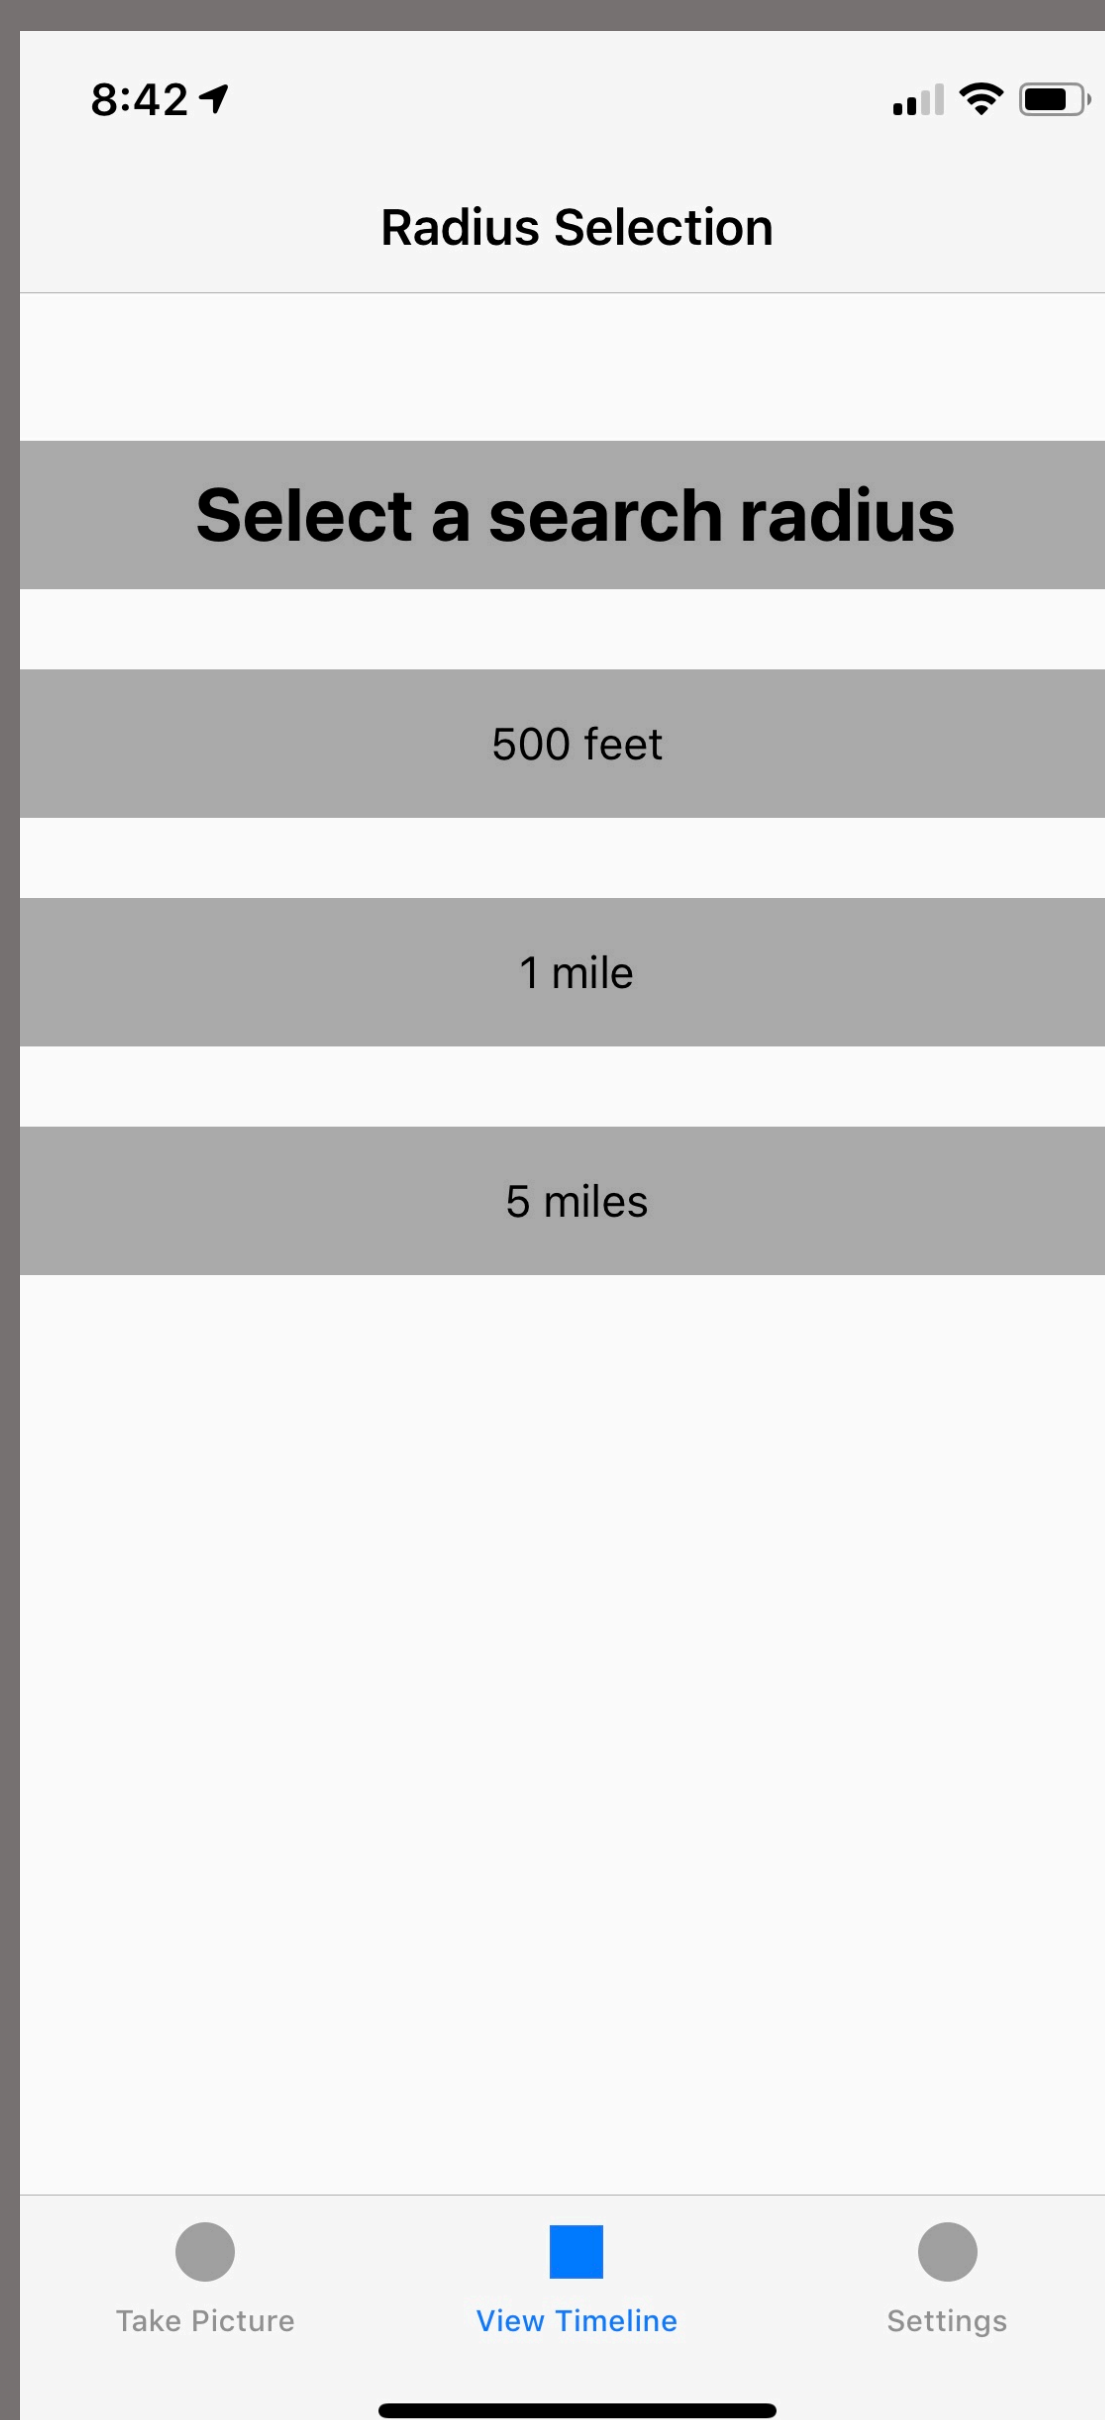 8:42
Radius Selection
Select a search radius
500 feet
1 mile
5 miles
Take Picture
View Timeline
Settings